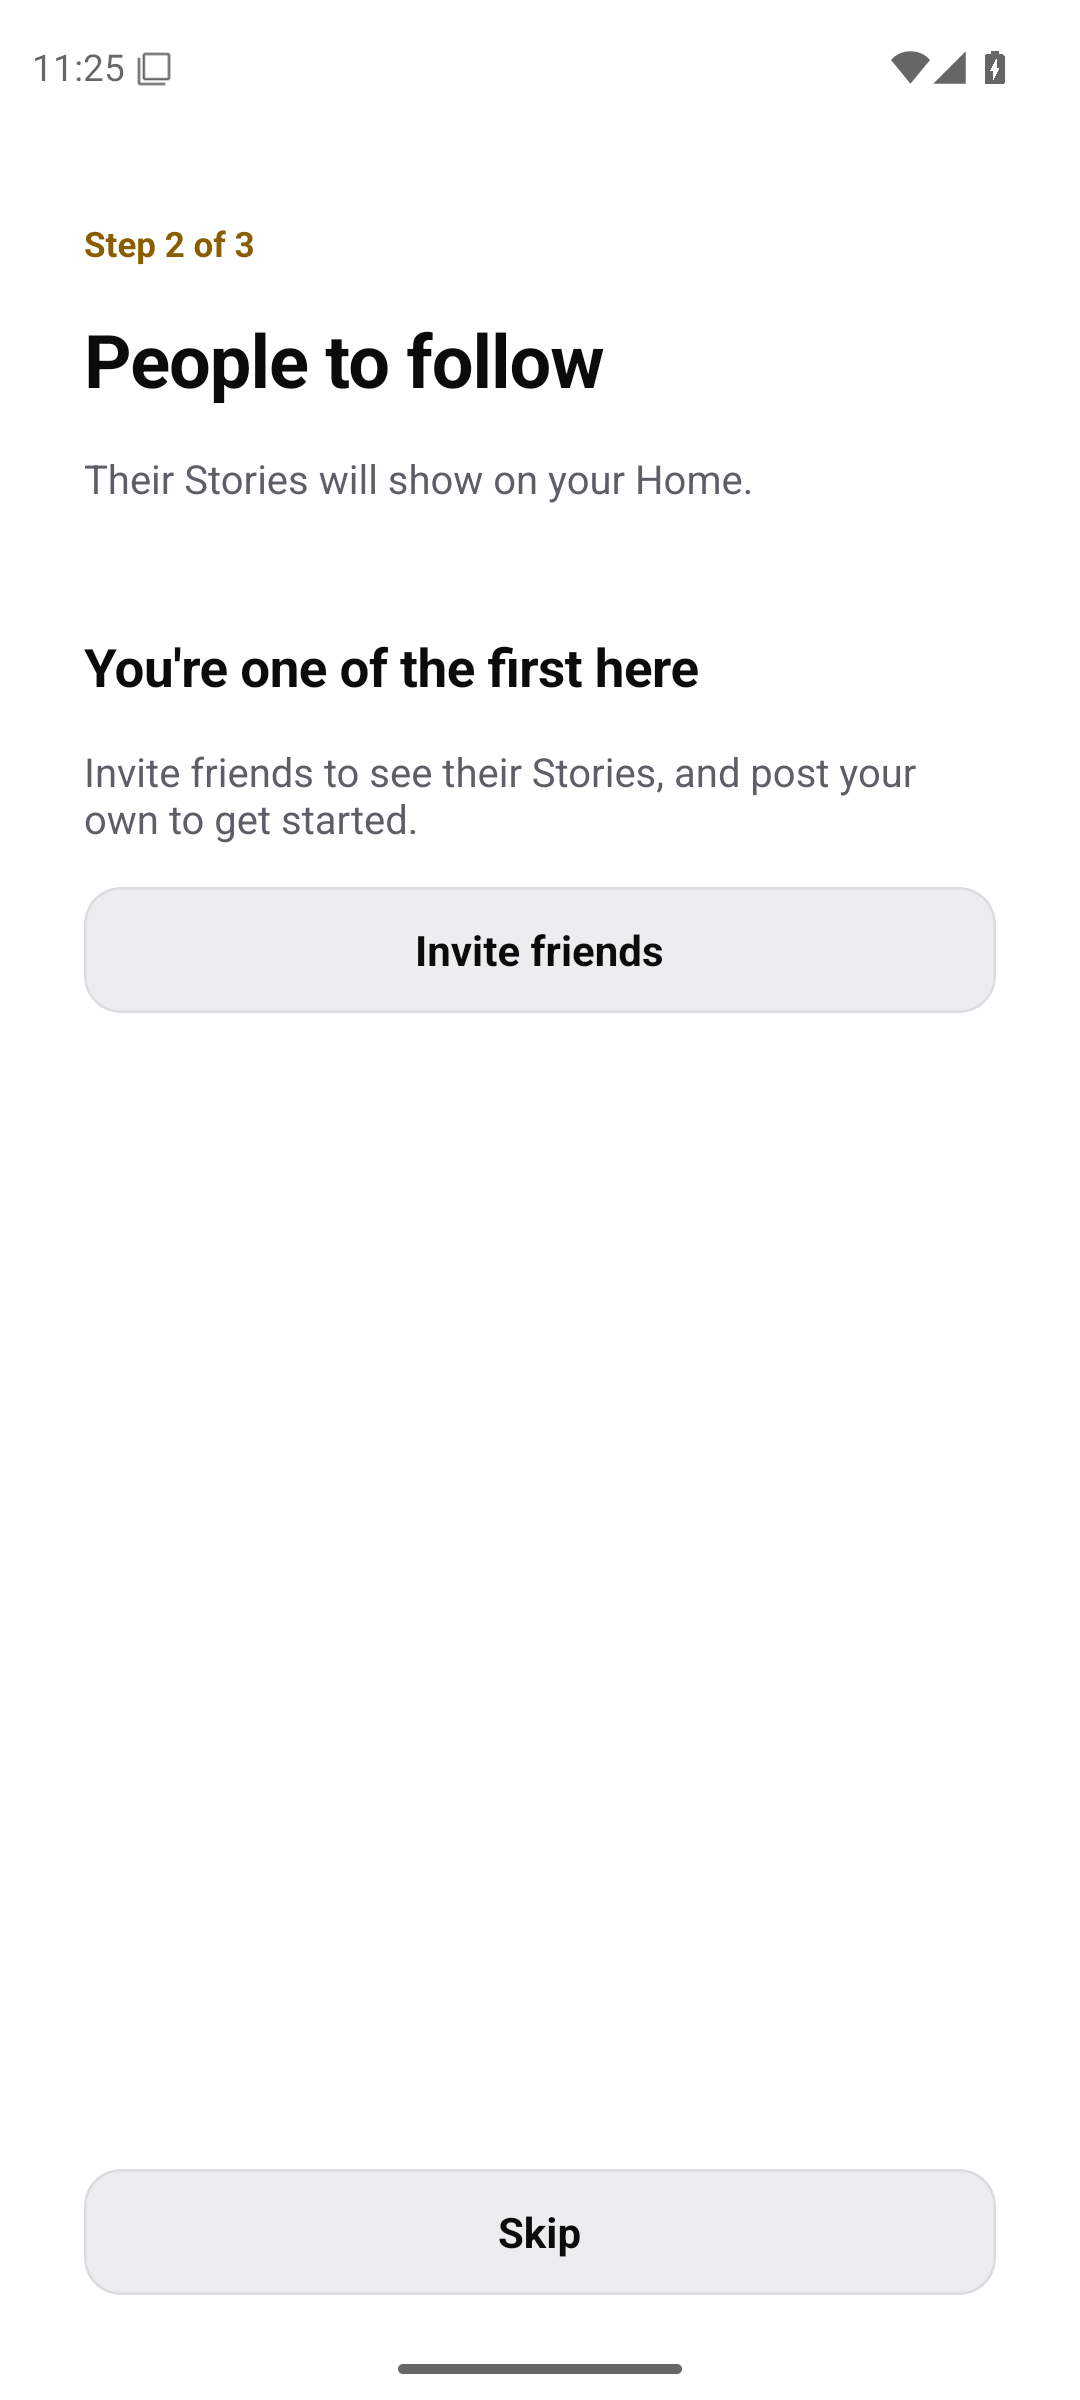 11:25
Step 2 of 3
People to follow
Their Stories will show on your Home.
You're one of the first here
Invite friends to see their Stories, and post your
own to get started.
Invite friends
Skip